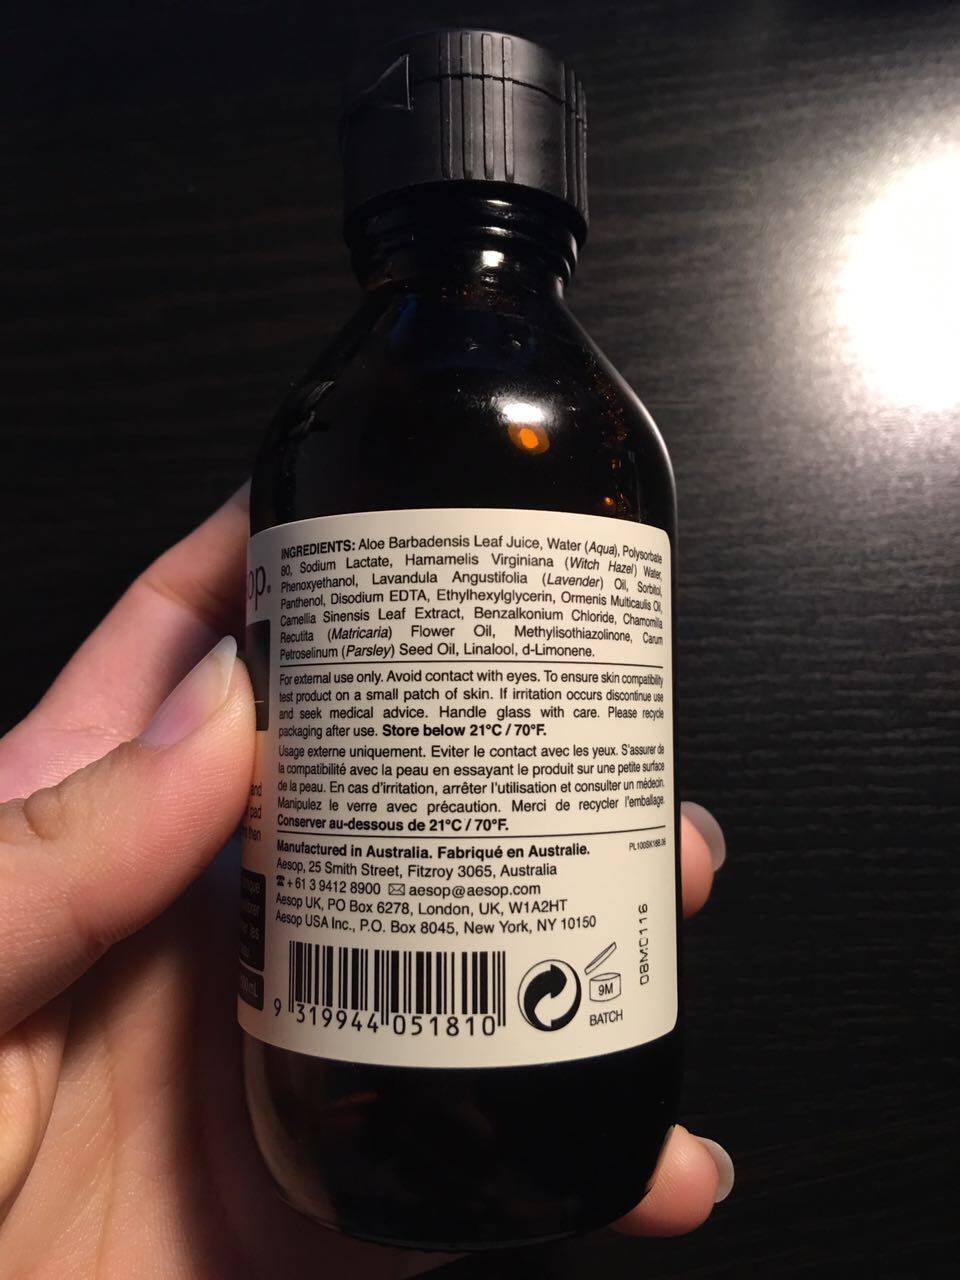 op.
INGREDIENTS: Aloe Barbadensis Leaf Juice, Water (Aqua), Polysorbate
80, Sodium Lactate, Hamamelis Virginiana (Witch Hazel) Water,
Phenoxyethanol, Lavandula Angustifolia (Lavender) Oil, Sorbitol,
Panthenol, Disodium EDTA, Ethylhexylglycerin, Ormenis Multicaulis Oil,
Camellia Sinensis Leaf Extract, Benzalkonium Chloride, Chamomilla
Recutita (Matricaria) Flower Oil, Methylisothiazolinone, Carum
Petroselinum (Parsley) Seed Oil, Linalool, d-Limonene.
For external use only. Avoid contact with eyes. To ensure skin compatibility
test product on a small patch of skin. If irritation occurs discontinue use
and seek medical advice. Handle glass with care. Please recycle
packaging after use. Store below 21°C / 70°F.
Usage externe uniquement. Eviter le contact avec les yeux. S'assurer de
la compatibilité avec la peau en essayant le produit sur une petite surface
de la peau. En cas d'irritation, arrêter l'utilisation et consulter un médecin.
Manipulez le verre avec précaution. Merci de recycler l'emballage.
Conserver au-dessous de 21°C / 70°F.
Manufactured in Australia. Fabriqué en Australie.
PL100SK18B.06
Aesop, 25 Smith Street, Fitzroy 3065, Australia
+ 61 3 9412 8900 aesop@aesop.com
Aesop UK, PO Box 6278, London, UK, W1A2HT
Aesop USA Inc., P.O. Box 8045, New York, NY 10150
9 319944 051810
9M
BATCH
08M0116
and
pad
then
les